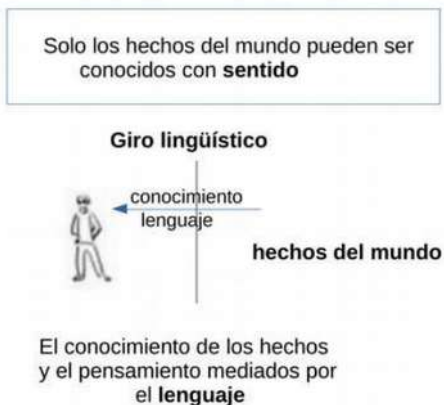 Solo los hechos del mundo pueden ser
conocidos con sentido
Giro lingüístico
conocimiento
lenguaje
hechos del mundo
El conocimiento de los hechos
y el pensamiento mediados por
el lenguaje